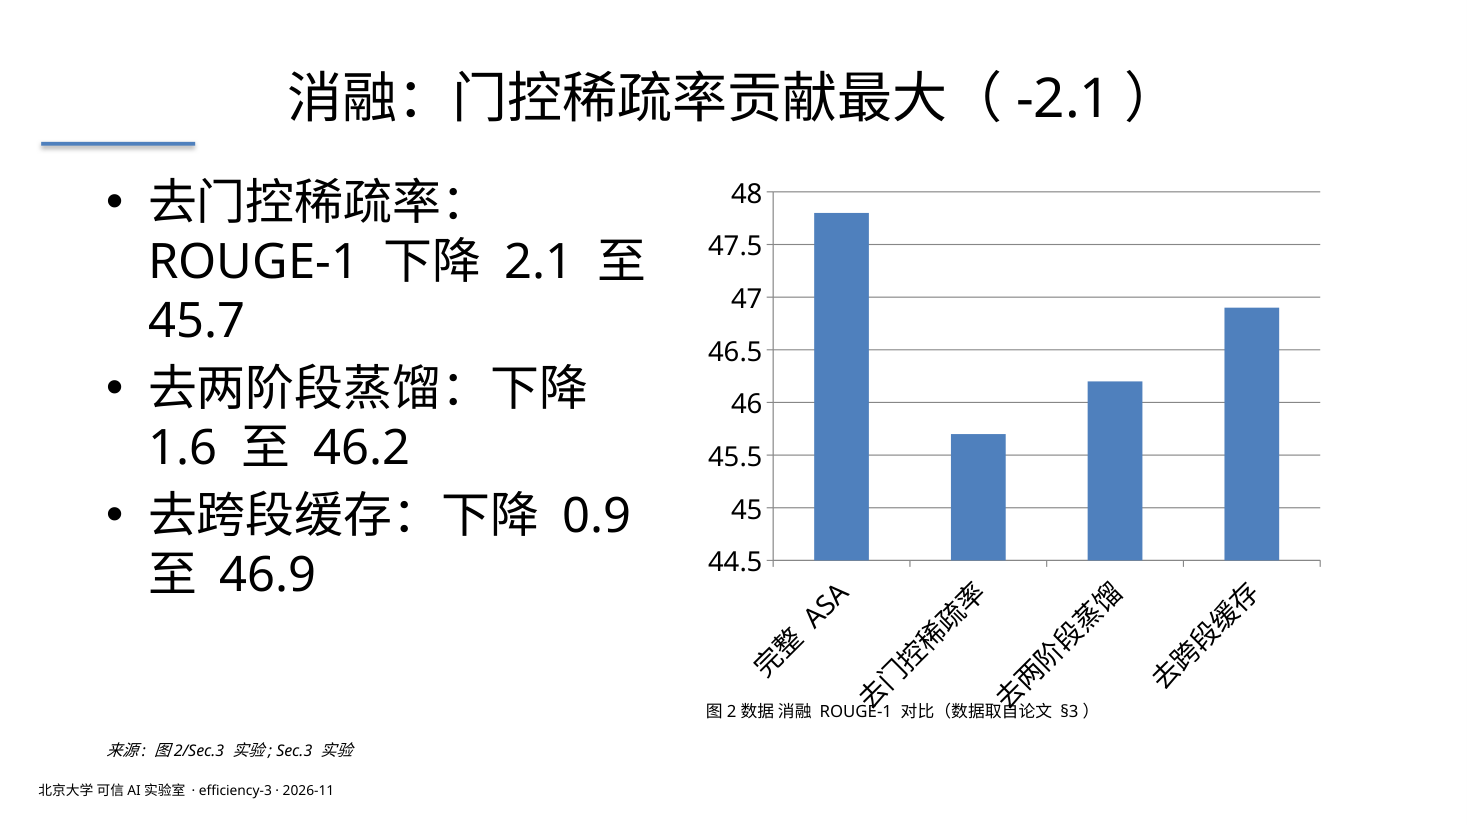 消融：门控稀疏率贡献最大（-2.1）
• 去门控稀疏率：
ROUGE-1 下降 2.1 至
45.7
• 去两阶段蒸馏：下降
1.6 至 46.2
• 去跨段缓存：下降 0.9
至 46.9
48
47.5
47
46.5
46
45.5
45
44.5
完整 ASA
去门控稀疏率
去两阶段蒸馏
去跨段缓存
图 2 数据 消融 ROUGE-1 对比（数据取自论文 §3）
来源：图 2/Sec.3 实验; Sec.3 实验
北京大学 可信 AI 实验室 · efficiency-3 · 2026-11